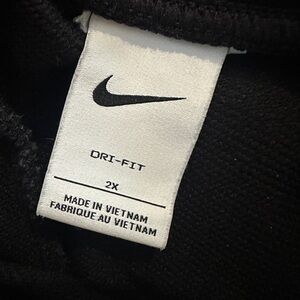 DRI-FIT
2X
MADE IN VIETNAM
FABRIQUE AU VIETNAM